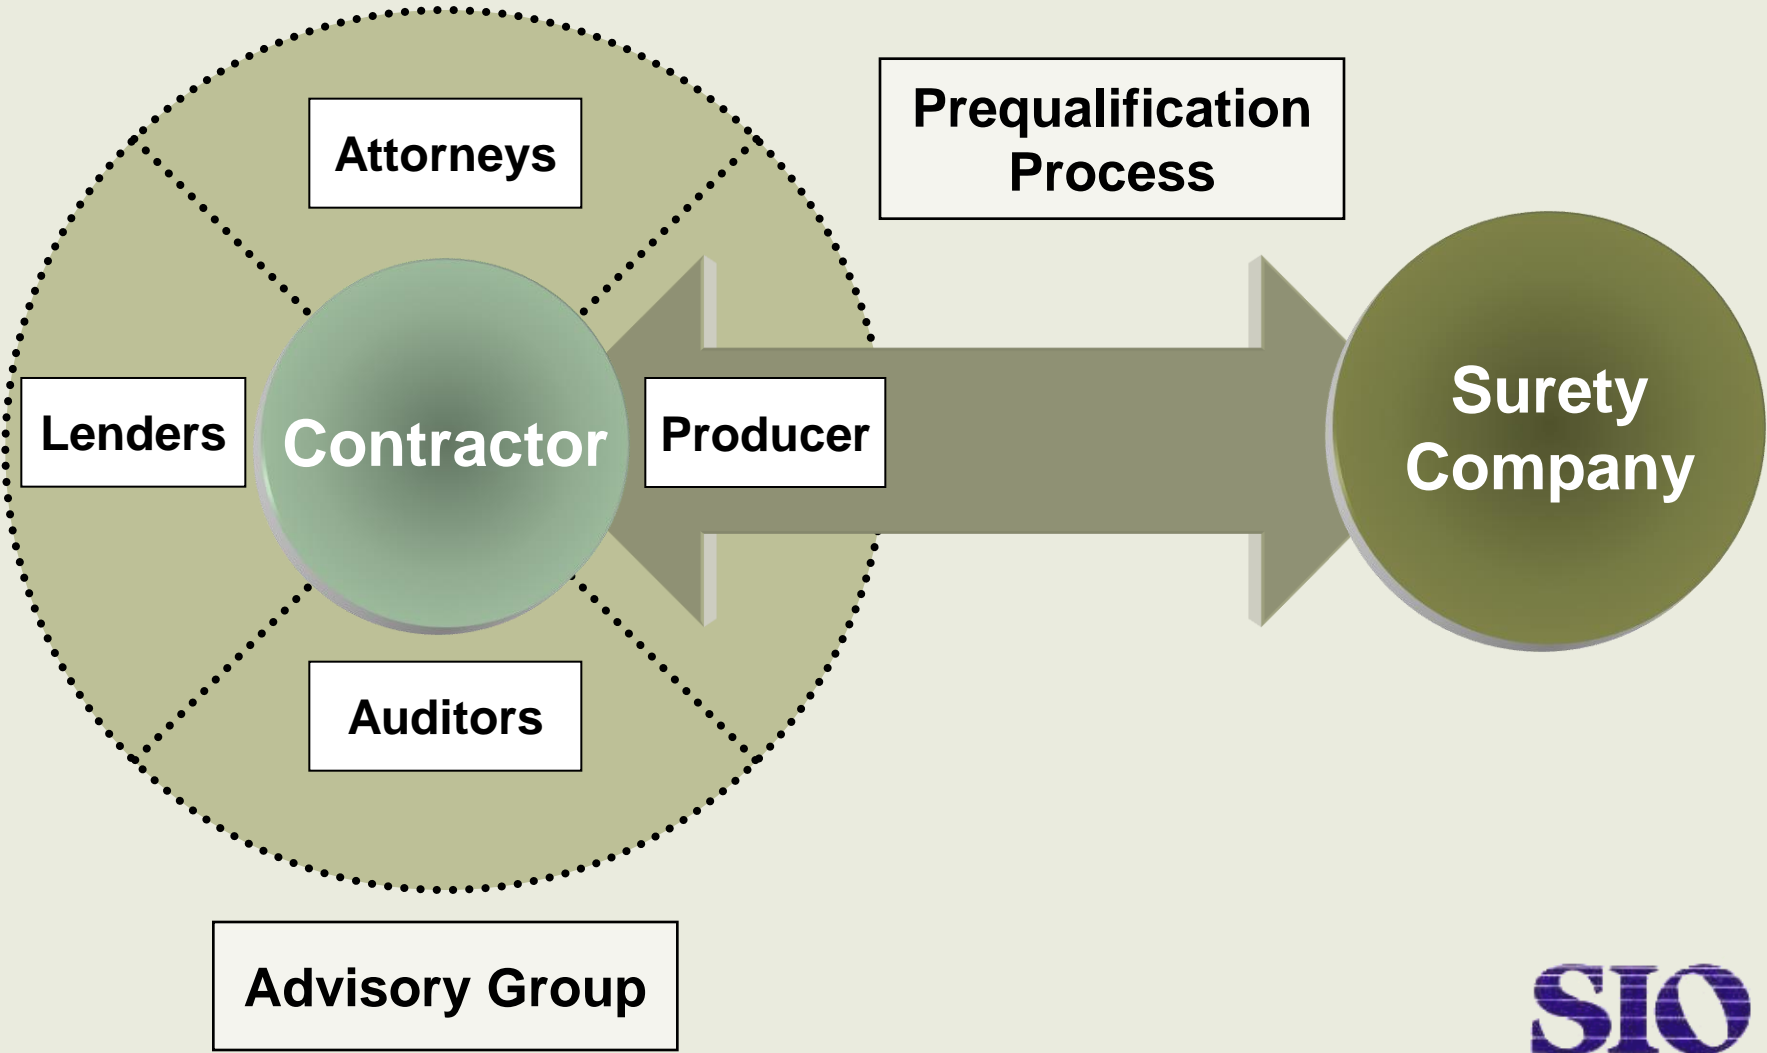 Prequalification
Process
Attorneys
Lenders
Contractor
Producer
Surety
Company
Auditors
Advisory Group
SIO